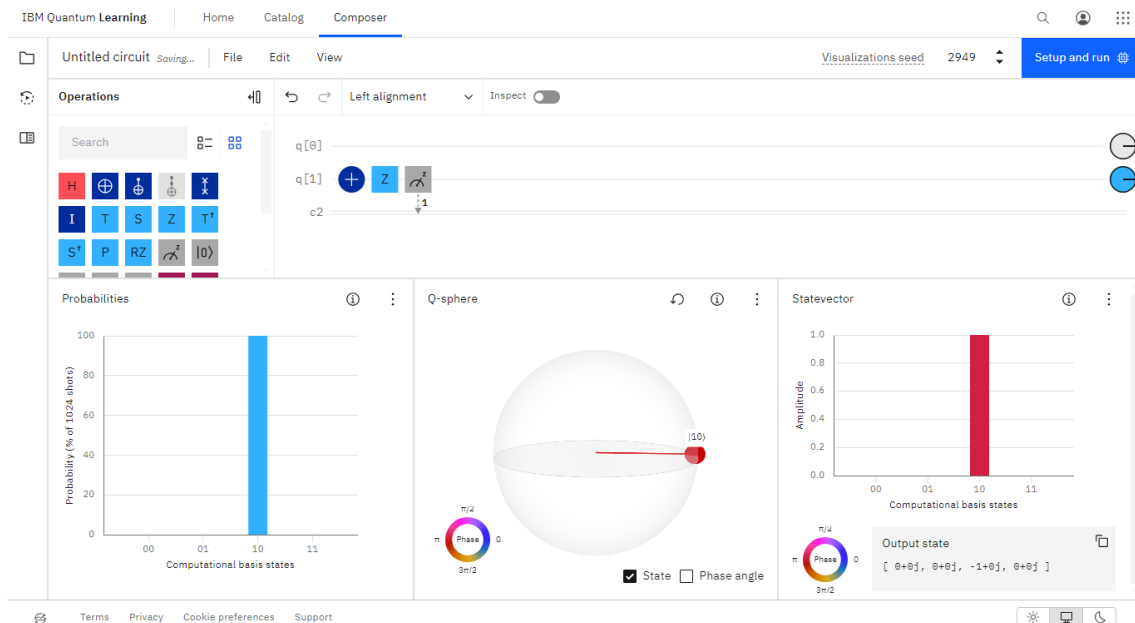 IBM Quantum Learning Home Catalog Composer
Untitled circuit Saving... File Edit View Visualizations seed 2949 Setup and run
Operations Left alignment Inspect
Search
q[0]
H
q[1] Z z
1
c2
I T S Z T†
S† P RZ z |0⟩
Probabilities
Probability (% of 1024 shots)
100
80
60
40
20
0
00 01 10 11
Computational basis states
Q-sphere
|10⟩
π/2
π Phase 0
3π/2
State Phase angle
Statevector
Amplitude
1.0
0.8
0.6
0.4
0.2
0.0
00 01 10 11
Computational basis states
π/2
π Phase 0
3π/2
Output state
[ 0+0j, 0+0j, -1+0j, 0+0j ]
Terms Privacy Cookie preferences Support